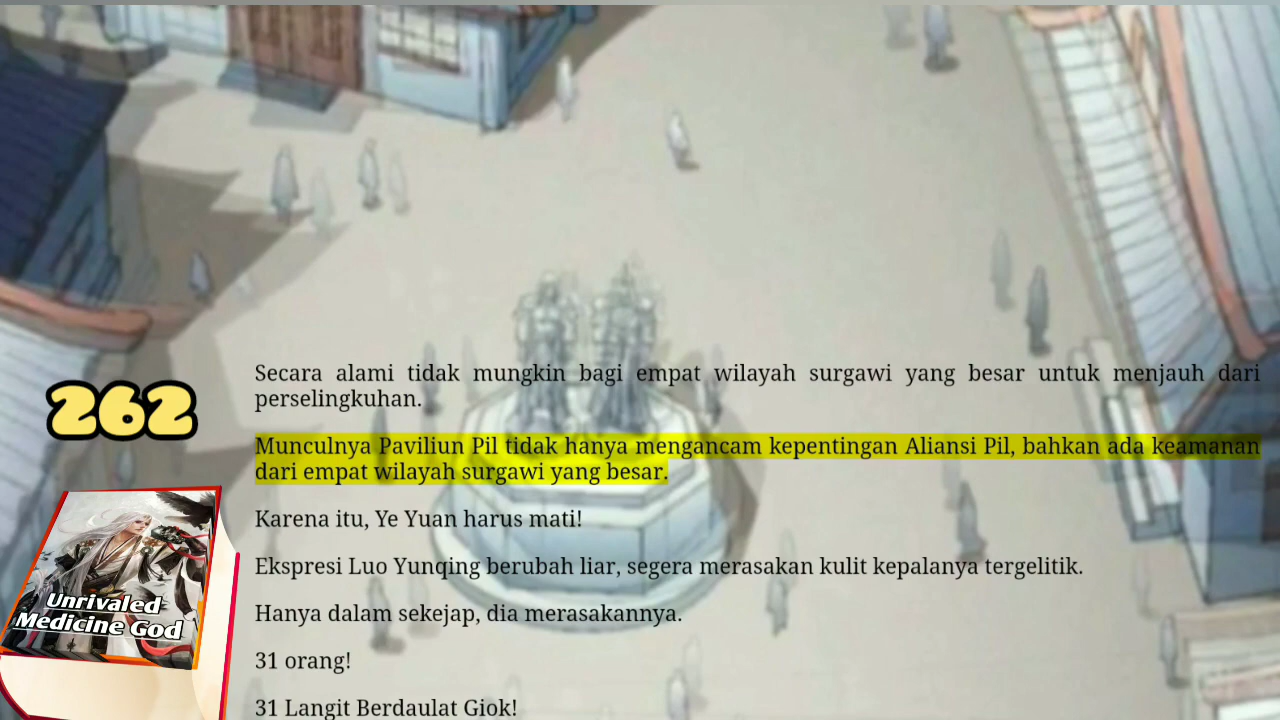 Secara alami tidak mungkin bagi empat wilayah surgawi yang besar untuk menjauh dari
perselingkuhan.
Munculnya Paviliun Pil tidak hanya mengancam kepentingan Aliansi Pil, bahkan ada keamanan
dari empat wilayah surgawi yang besar.
Karena itu, Ye Yuan harus mati!
Ekspresi Luo Yunqing berubah liar, segera merasakan kulit kepalanya tergelitik.
Hanya dalam sekejap, dia merasakannya.
31 orang!
31 Langit Berdaulat Giok!
262
Unrivaled
Medicine God